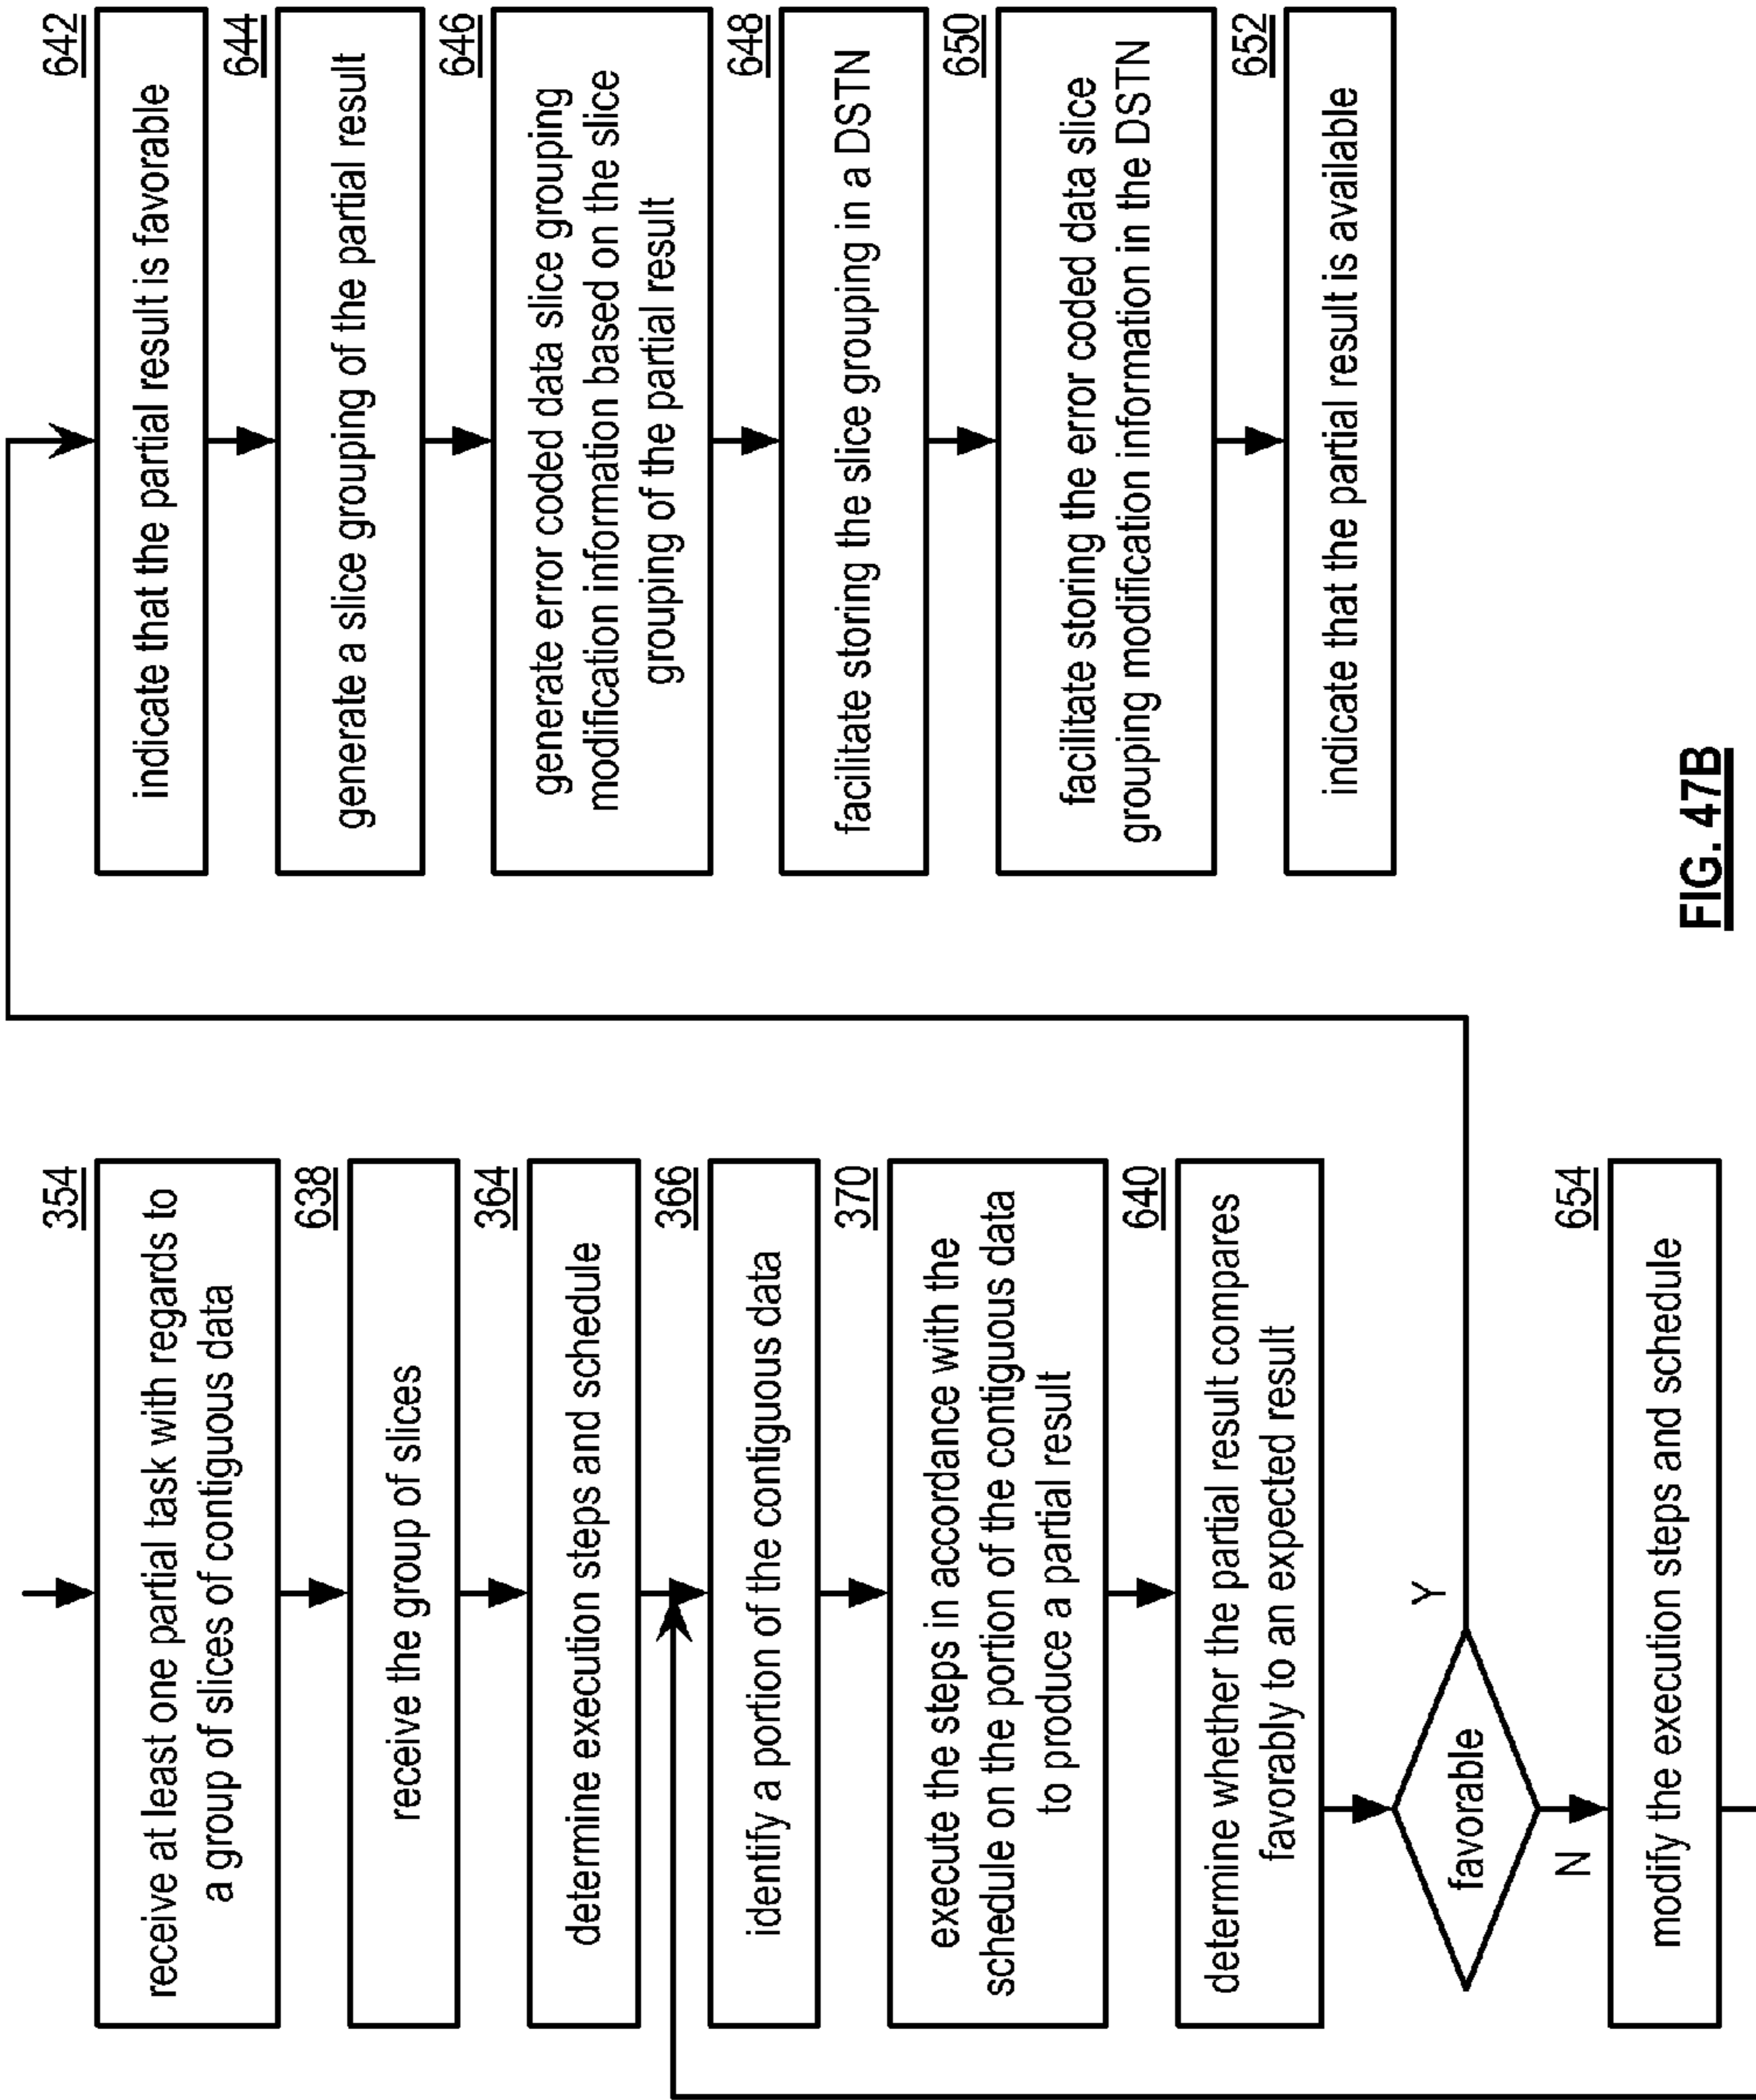 354
receive at least one partial task with regards to
a group of slices of contiguous data
638
receive the group of slices
364
determine execution steps and schedule
366
identify a portion of the contiguous data
370
execute the steps in accordance with the
schedule on the portion of the contiguous data
to produce a partial result
640
determine whether the partial result compares
favorably to an expected result
favorable
Y
N
654
modify the execution steps and schedule
642
indicate that the partial result is favorable
644
generate a slice grouping of the partial result
646
generate error coded data slice grouping
modification information based on the slice
grouping of the partial result
648
facilitate storing the slice grouping in a DSTN
650
facilitate storing the error coded data slice
grouping modification information in the DSTN
652
indicate that the partial result is available
FIG. 47B